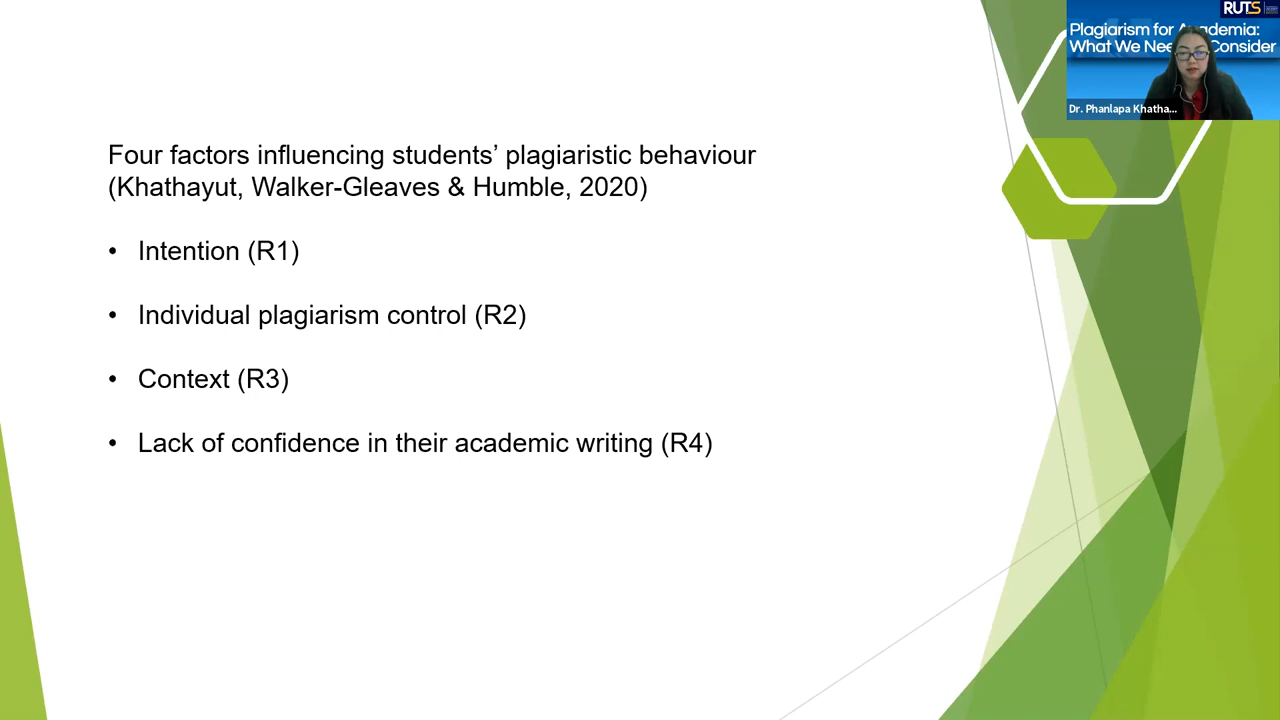 RUTS
Plagiarism for Academia:
What We Need Consider
Dr. Phanlapa Khatha...
Four factors influencing students’ plagiaristic behaviour
(Khathayut, Walker-Gleaves & Humble, 2020)
• Intention (R1)
• Individual plagiarism control (R2)
• Context (R3)
• Lack of confidence in their academic writing (R4)